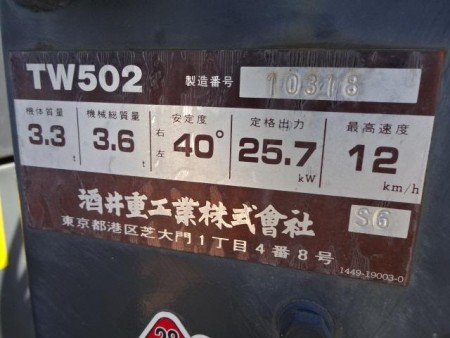 TW502 製造番号 10318
機体質量 機械総質量 安定度 定格出力 最高速度
3.3 t 3.6 t 右左 40° 25.7 kW 12 km/h
酒井重工業株式會社 S6
東京都港区芝大門1丁目4番8号
1449-19003-0
29